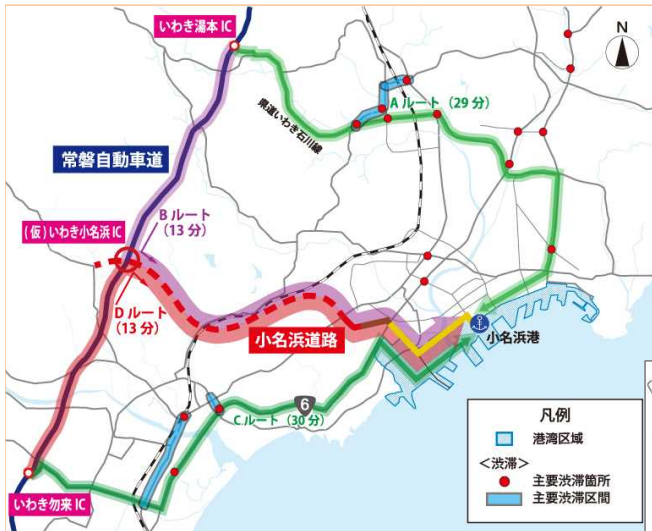 いわき湯本IC
N
Aルート（29分）
県道いわき石川線
常磐自動車道
Bルート
（13分）
(仮)いわき小名浜IC
Dルート
（13分）
小名浜道路
小名浜港
6
Cルート（30分）
いわき勿来IC
凡例
港湾区域
＜渋滞＞
主要渋滞箇所
主要渋滞区間